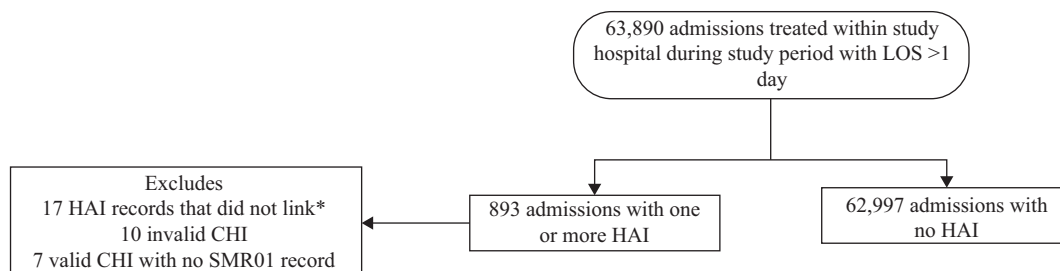 63,890 admissions treated within study
hospital during study period with LOS >1
day
Excludes
17 HAI records that did not link*
10 invalid CHI
7 valid CHI with no SMR01 record
893 admissions with one
or more HAI
62,997 admissions with
no HAI